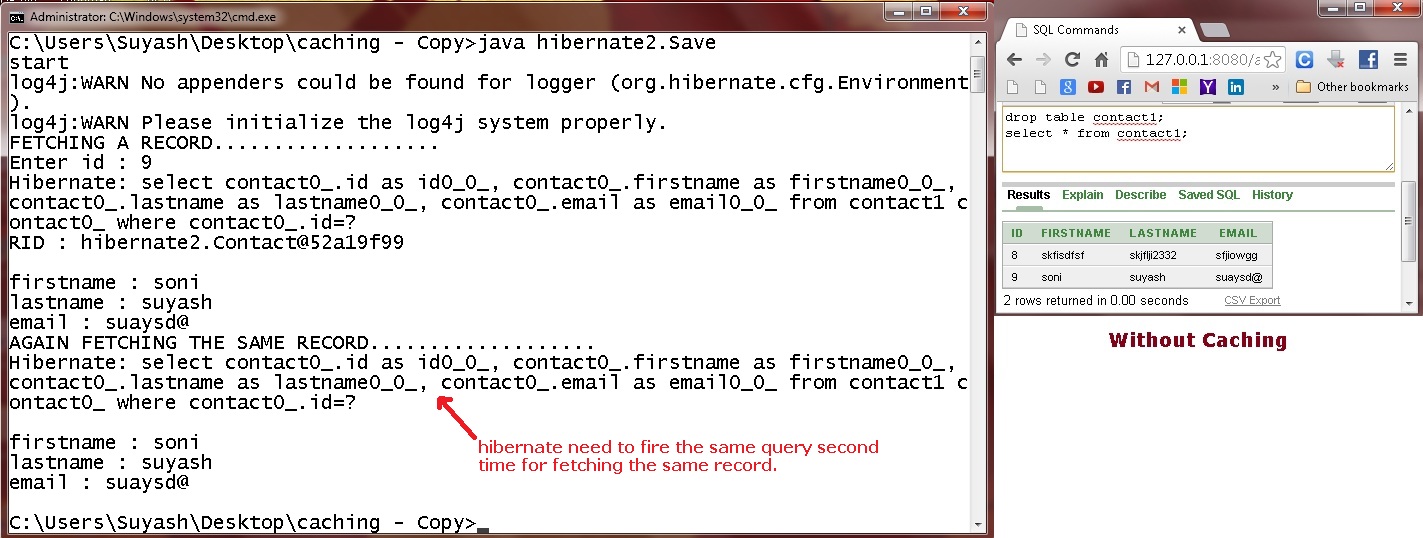 Administrator: C:\Windows\system32\cmd.exe
C:\Users\Suyash\Desktop\caching - Copy>java hibernate2.Save
start
log4j:WARN No appenders could be found for logger (org.hibernate.cfg.Environment
).
log4j:WARN Please initialize the log4j system properly.
FETCHING A RECORD...................
Enter id : 9
Hibernate: select contact0_.id as id0_0_, contact0_.firstname as firstname0_0_,
contact0_.lastname as lastname0_0_, contact0_.email as email0_0_ from contact1 c
ontact0_ where contact0_.id=?
RID : hibernate2.Contact@52a19f99
firstname : soni
lastname : suyash
email : suaysd@
AGAIN FETCHING THE SAME RECORD...................
Hibernate: select contact0_.id as id0_0_, contact0_.firstname as firstname0_0_,
contact0_.lastname as lastname0_0_, contact0_.email as email0_0_ from contact1 c
ontact0_ where contact0_.id=?
hibernate need to fire the same query second
time for fetching the same record.
firstname : soni
lastname : suyash
email : suaysd@
C:\Users\Suyash\Desktop\caching - Copy>_
SQL Commands
127.0.0.1:8080/a
» Other bookmarks
drop table contact1;
select * from contact1;
Results Explain Describe Saved SQL History
ID FIRSTNAME LASTNAME EMAIL
8 skfisdfsf skjflji2332 sfjiowgg
9 soni suyash suaysd@
2 rows returned in 0.00 seconds CSV Export
Without Caching